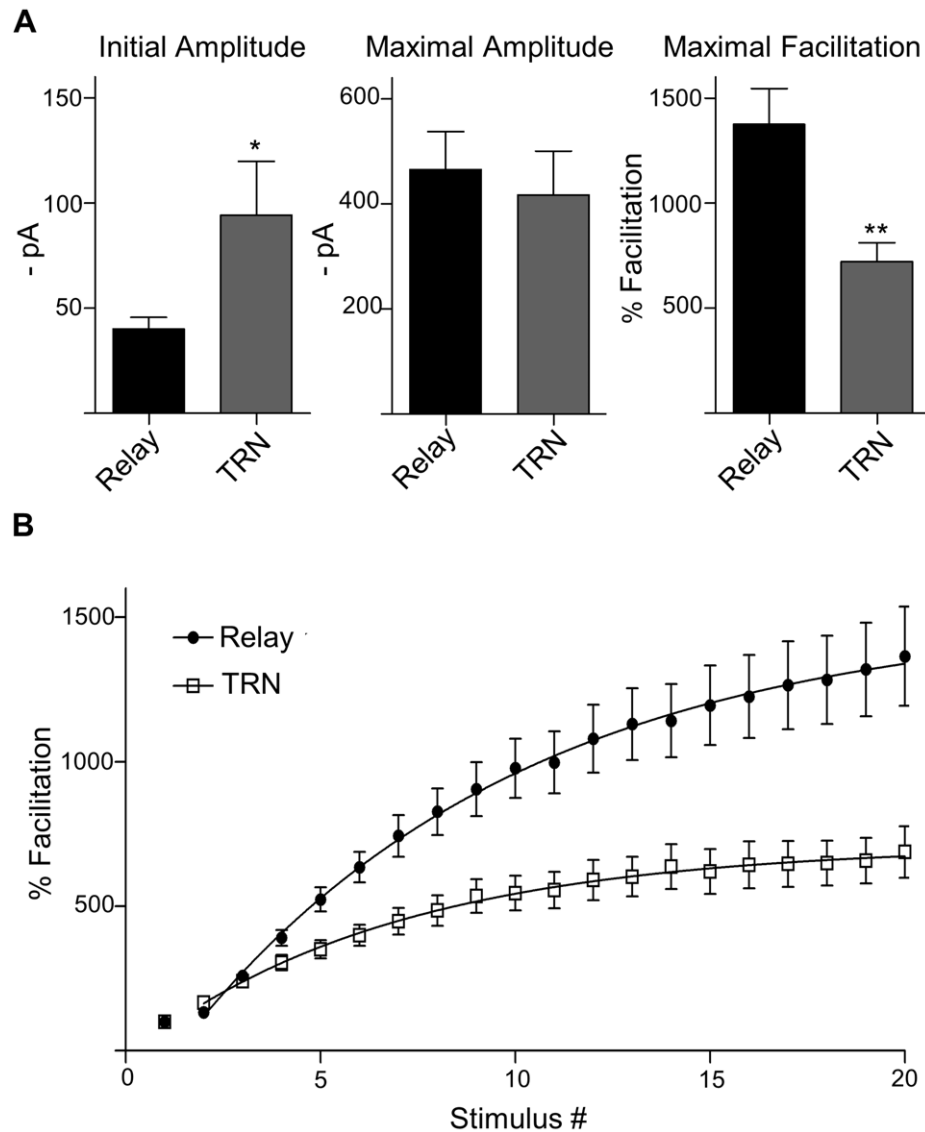 A
Initial Amplitude
Maximal Amplitude
Maximal Facilitation
150
100
50
- pA
*
Relay
TRN
600
400
200
- pA
Relay
TRN
1500
1000
500
% Facilitation
**
Relay
TRN
B
1500
1000
500
% Facilitation
Relay
TRN
0
5
10
15
20
Stimulus #